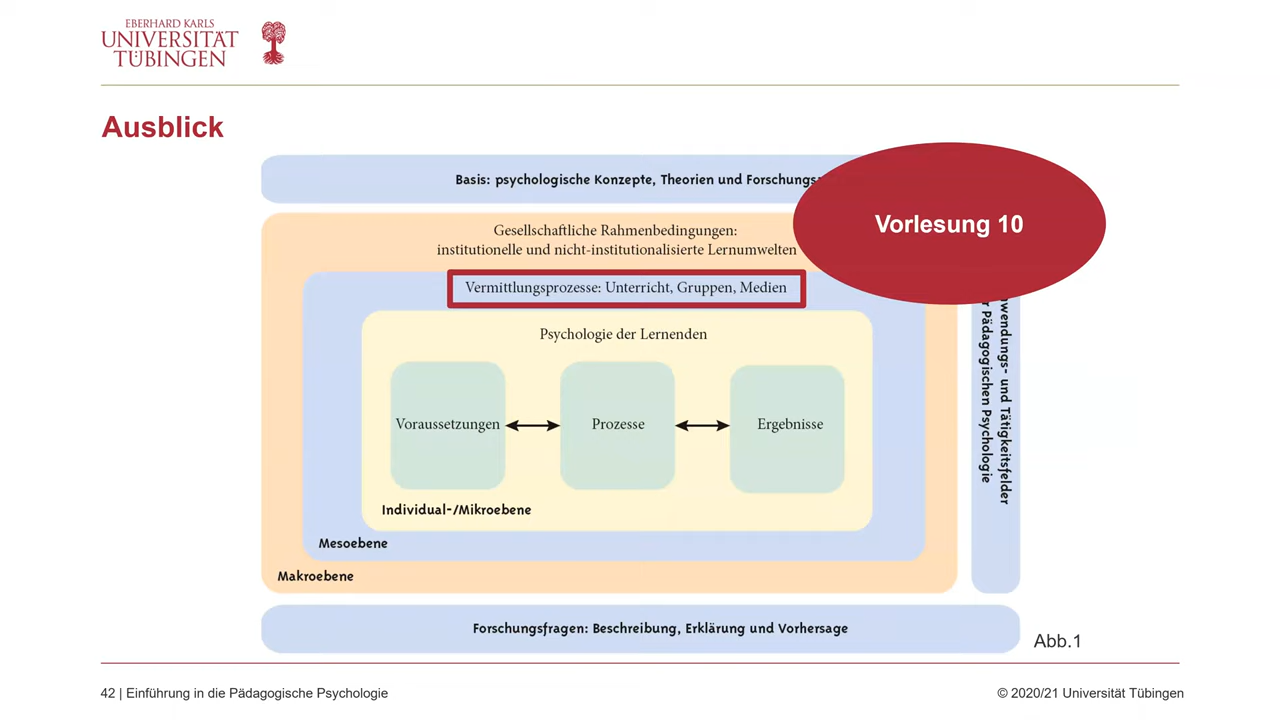 EBERHARD KARLS
UNIVERSITÄT
TÜBINGEN
Ausblick
Basis: psychologische Konzepte, Theorien und
Vorlesung 10
Gesellschaftliche Rahmenbedingungen:
institutionelle und nicht-institutionalisierte Lernumwelten
Vermittlungsprozesse: Unterricht, Gruppen, Medien
Psychologie der Lernenden
Voraussetzungen
Prozesse
Ergebnisse
Individual-/Mikroebene
Mesoebene
Makroebene
und Tätigkeitsfelder
Pädagogischen Psychologie
Forschungsfragen: Beschreibung, Erklärung und Vorhersage
Abb.1
42 | Einführung in die Pädagogische Psychologie
© 2020/21 Universität Tübingen